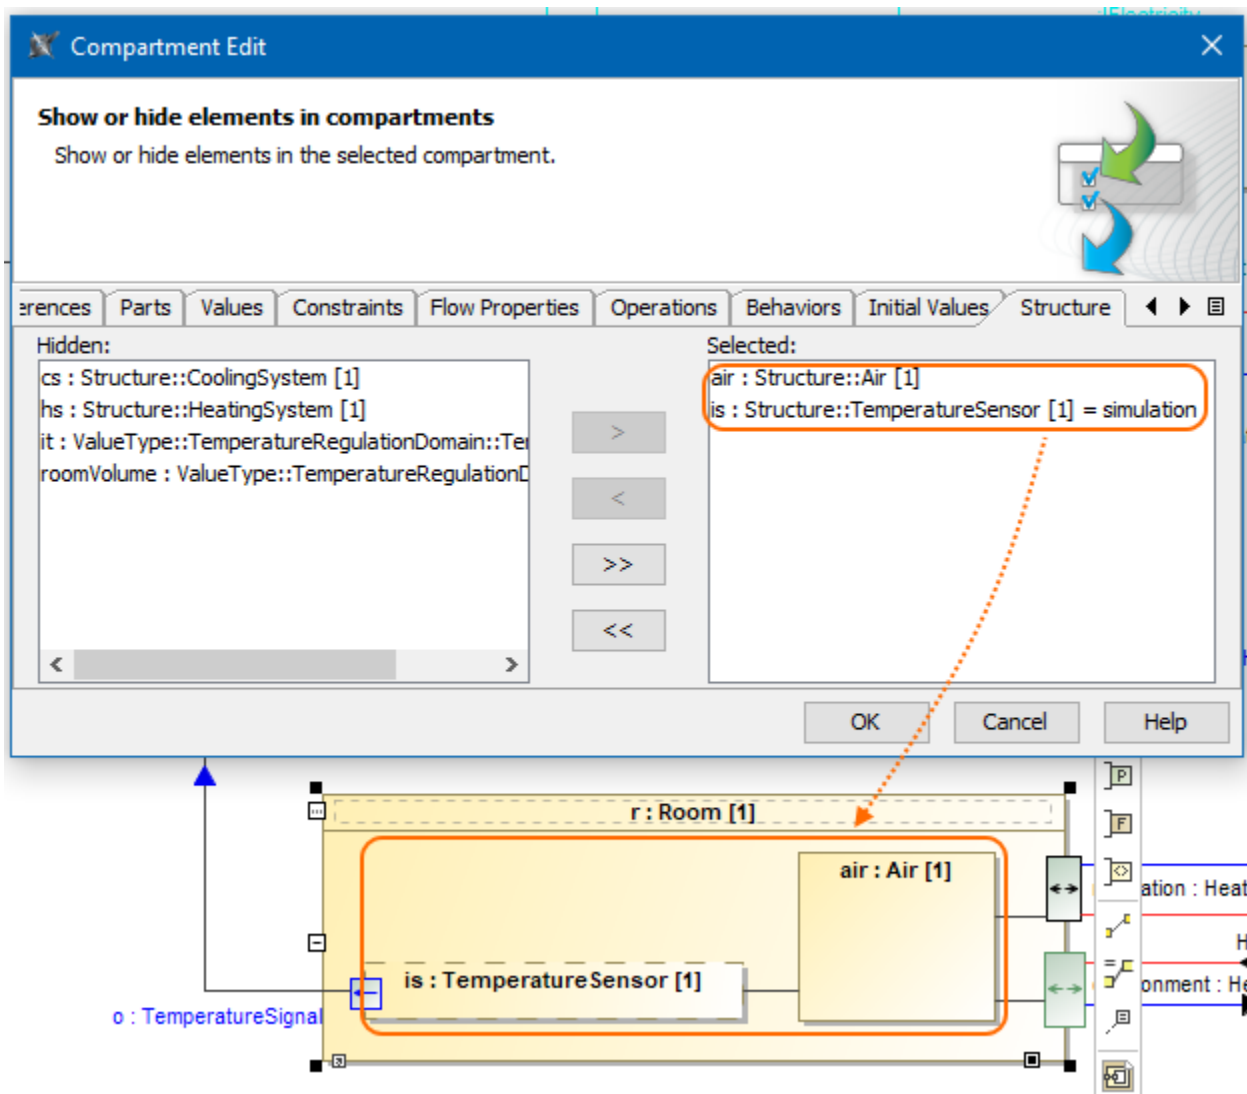 :IElectricity
Compartment Edit
Show or hide elements in compartments
Show or hide elements in the selected compartment.
erences Parts Values Constraints Flow Properties Operations Behaviors Initial Values Structure
Hidden:
Selected:
cs : Structure::CoolingSystem [1]
hs : Structure::HeatingSystem [1]
it : ValueType::TemperatureRegulationDomain::Ter
roomVolume : ValueType::TemperatureRegulationD
air : Structure::Air [1]
is : Structure::TemperatureSensor [1] = simulation
>
<
>>
<<
OK Cancel Help
r : Room [1]
air : Air [1]
is : TemperatureSensor [1]
o : TemperatureSignal
P
F
ation : Heat
H
onment : He